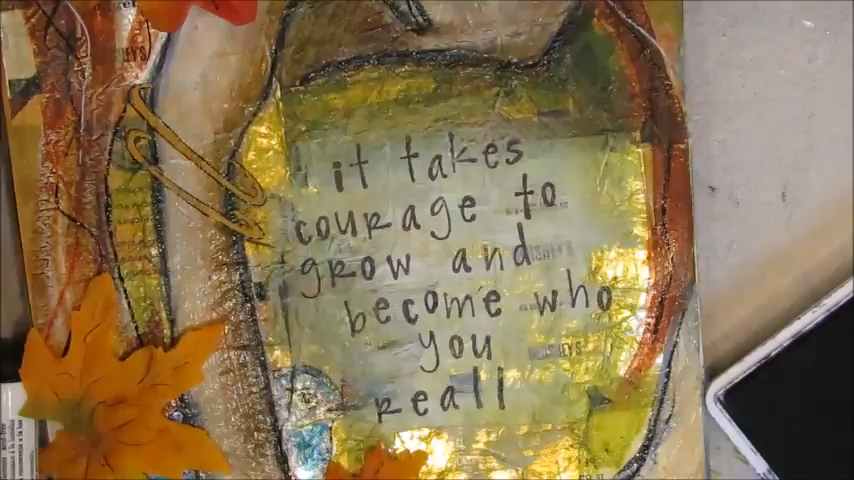 it takes
courage to
grow and
become who
you
reall